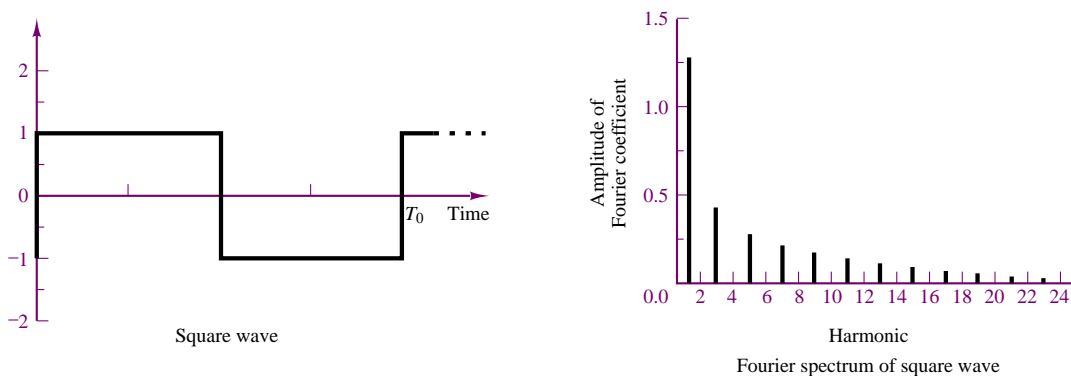 2
1
0
−1
−2
T0 Time
Square wave
1.5
1.0
0.5
0.0
Amplitude of
Fourier coefficient
2 4 6 8 10 12 14 16 18 20 22 24
Harmonic
Fourier spectrum of square wave